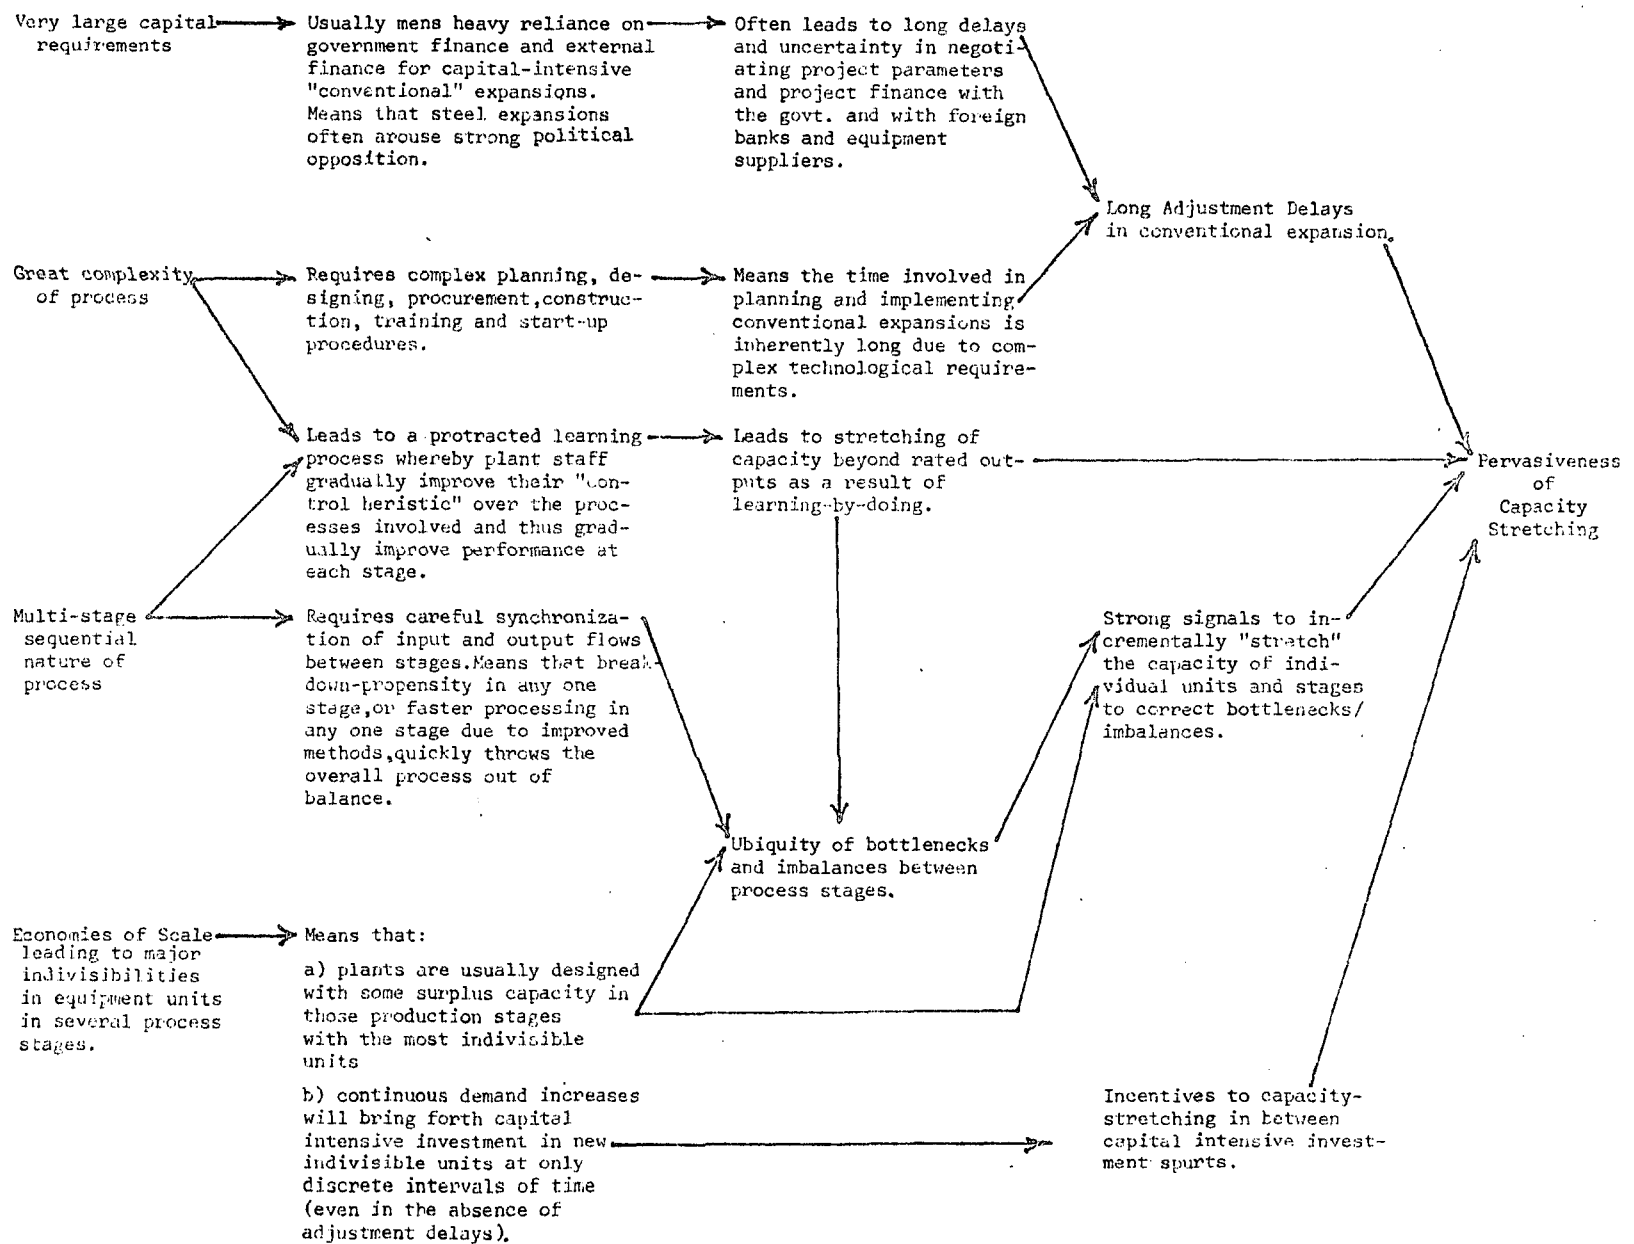 Very large capital
requirements
Usually mens heavy reliance on
government finance and external
finance for capital-intensive
"conventional" expansions.
Means that steel expansions
often arouse strong political
opposition.
Often leads to long delays
and uncertainty in negoti-
ating project parameters
and project finance with
the govt. and with foreign
banks and equipment
suppliers.
Long Adjustment Delays
in conventional expansion.
Great complexity
of process
Requires complex planning, de-
signing, procurement,construc-
tion, training and start-up
procedures.
Means the time involved in
planning and implementing
conventional expansions is
inherently long due to com-
plex technological require-
ments.
Leads to a protracted learning
process whereby plant staff
gradually improve their "con-
trol heristic" over the proc-
esses involved and thus grad-
ually improve performance at
each stage.
Leads to stretching of
capacity beyond rated out-
puts as a result of
learning-by-doing.
Pervasiveness
of
Capacity
Stretching
Multi-stage
sequential
nature of
process
Requires careful synchroniza-
tion of input and output flows
between stages.Means that break-
down-propensity in any one
stage,or faster processing in
any one stage due to improved
methods,quickly throws the
overall process out of
balance.
Strong signals to in-
crementally "stretch"
the capacity of indi-
vidual units and stages
to correct bottlenecks/
imbalances.
Ubiquity of bottlenecks
and imbalances between
process stages.
Economies of Scale
leading to major
indivisibilities
in equipment units
in several process
stages.
Means that:
a) plants are usually designed
with some surplus capacity in
those production stages
with the most indivisible
units
b) continuous demand increases
will bring forth capital
intensive investment in new
indivisible units at only
discrete intervals of time
(even in the absence of
adjustment delays).
Incentives to capacity-
stretching in between
capital intensive invest-
ment spurts.